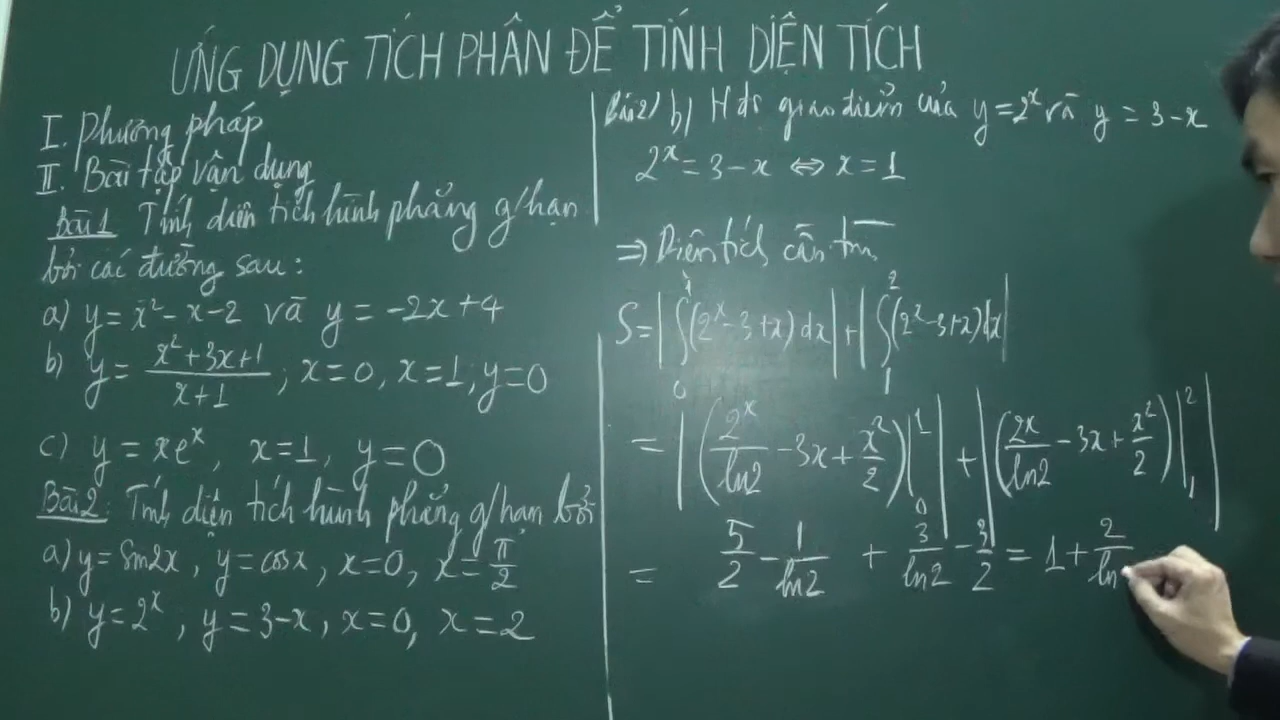 ỨNG DỤNG TÍCH PHÂN ĐỂ TÍNH DIỆN TÍCH
I. Phương pháp
II. Bài tập vận dụng
Bài 1 Tính diện tích hình phẳng g/hạn
bởi các đường sau:
a) y = x² - x - 2 và y = -2x + 4
b) y = (x² + 3x + 1)/(x + 1); x = 0, x = 1, y = 0
c) y = xeˣ, x = 1, y = 0
Bài 2: Tính diện tích hình phẳng g/hạn bởi
a) y = sin2x, y = cosx, x = 0, x = π/2
b) y = 2ˣ, y = 3 - x, x = 0, x = 2
Bài 2/ b) Hđộ giao điểm của y = 2ˣ và y = 3 - x
2ˣ = 3 - x ⇔ x = 1
⇒ Diện tích cần tìm
S = |∫₀¹(2ˣ - 3 + x)dx| + |∫₁²(2ˣ - 3 + x)dx|
= |(2ˣ/ln2 - 3x + x²/2)|₀¹| + |(2ˣ/ln2 - 3x + x²/2)|₁²|
= 5/2 - 1/ln2 + 3/ln2 - 3/2 = 1 + 2/ln